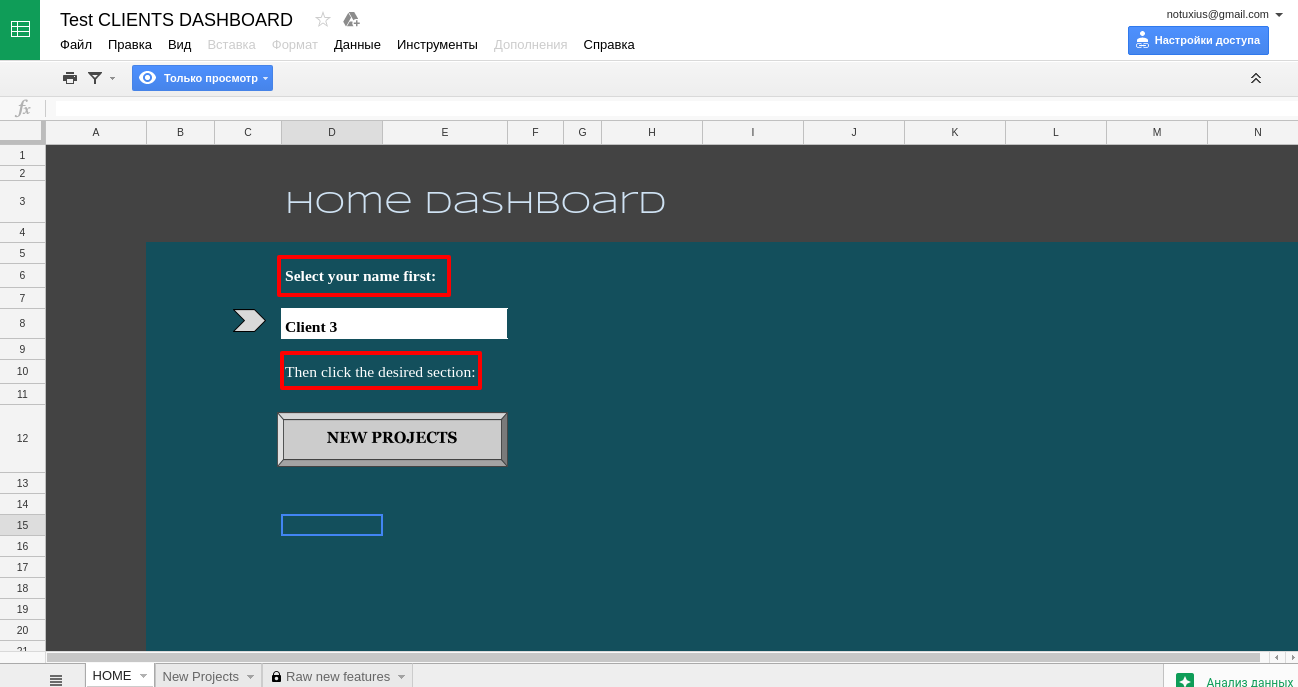 Test CLIENTS DASHBOARD
notuxius@gmail.com
Файл Правка Вид Вставка Формат Данные Инструменты Дополнения Справка
Настройки доступа
Только просмотр
fx
A B C D E F G H I J K L M N
1
2
3 Home DasHBoarD
4
5
6 Select your name first:
7
8 Client 3
9
10 Then click the desired section:
11
12 NEW PROJECTS
13
14
15
16
17
18
19
20
21
HOME New Projects Raw new features
Анализ данных